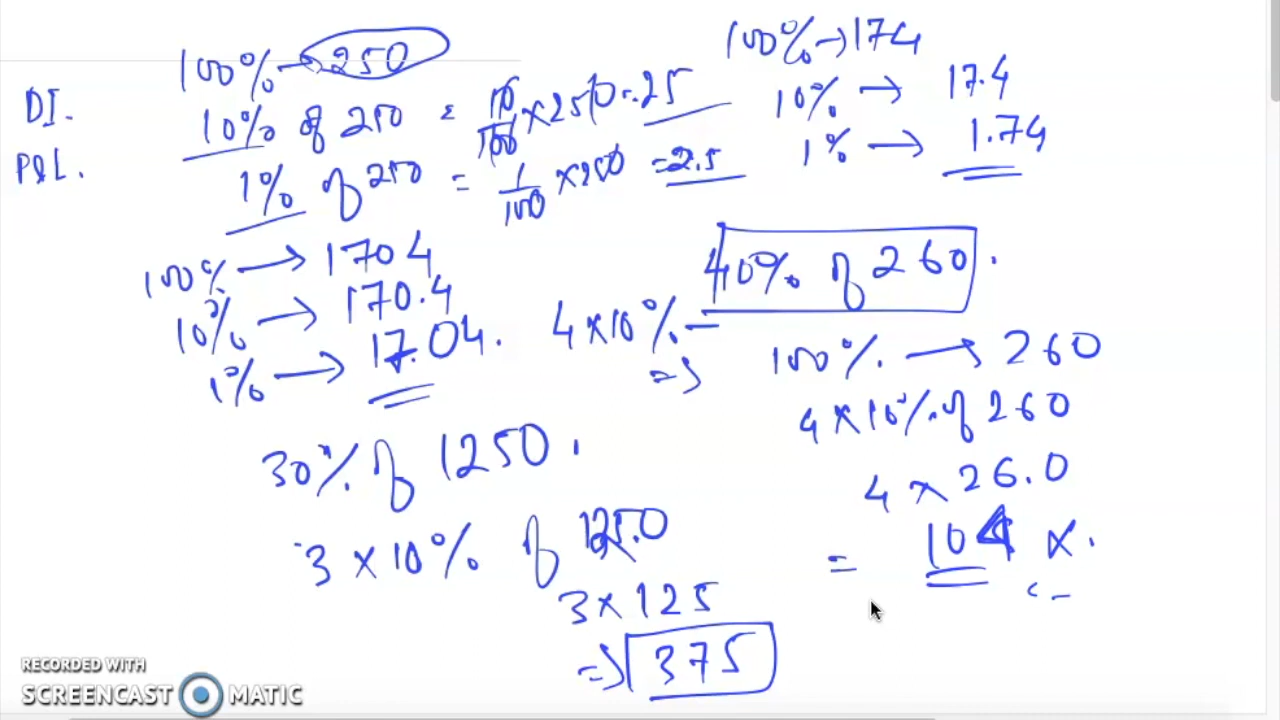 DI.
P&L.
100% → 250
10% of 250 = 10/100 × 250 = 25
1% of 250 = 1/100 × 250 = 2.5
100% → 174
10% → 17.4
1% → 1.74
100% → 1704
10% → 170.4
1% → 17.04.
40% of 260.
4 × 10% –
=>
100%. → 260
4 × 10%. of 260
4 × 26.0
= 104
30% of 1250.
3 × 10% of 125.0
3 × 125
=> 375
RECORDED WITH
SCREENCAST MATIC